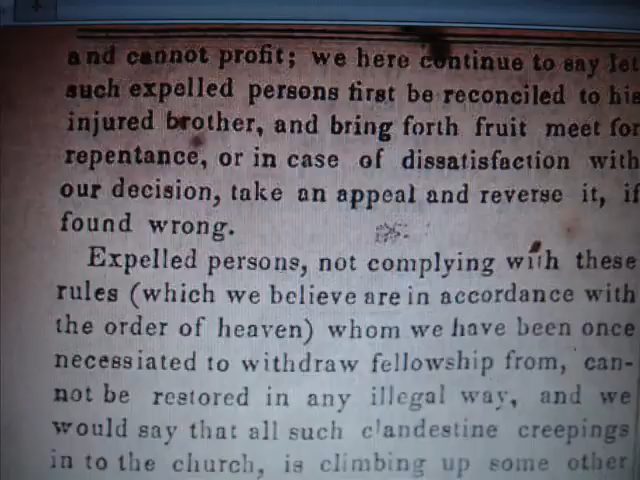 and cannot profit; we here continue to say let
such expelled persons first be reconciled to his
injured brother, and bring forth fruit meet for
repentance, or in case of dissatisfaction with
our decision, take an appeal and reverse it, if
found wrong.
Expelled persons, not complying with these
rules (which we believe are in accordance with
the order of heaven) whom we have been once
necessiated to withdraw fellowship from, can-
not be restored in any illegal way, and we
would say that all such clandestine creepings
in to the church, is climbing up some other